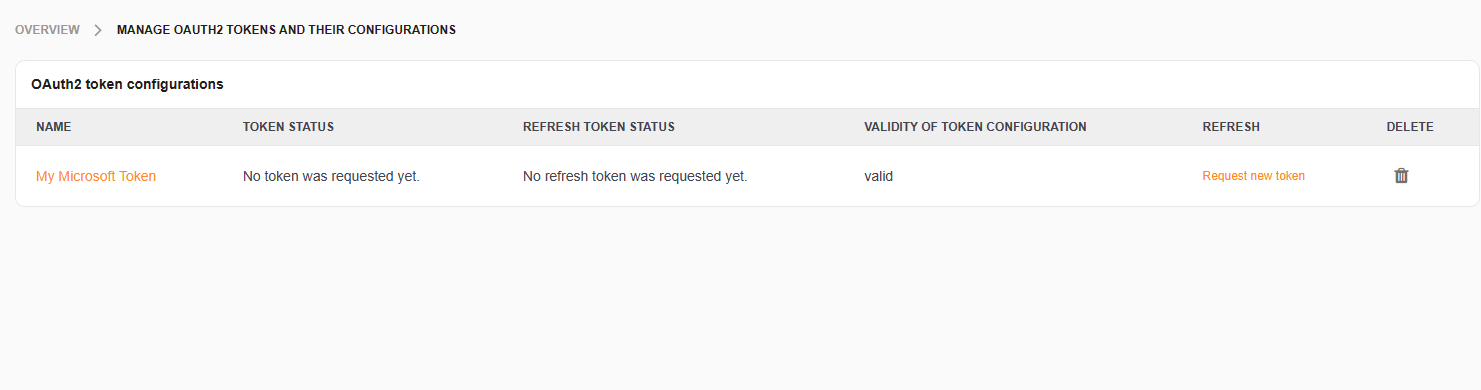 OVERVIEW > MANAGE OAUTH2 TOKENS AND THEIR CONFIGURATIONS
OAuth2 token configurations
NAME TOKEN STATUS REFRESH TOKEN STATUS VALIDITY OF TOKEN CONFIGURATION REFRESH DELETE
My Microsoft Token No token was requested yet. No refresh token was requested yet. valid Request new token